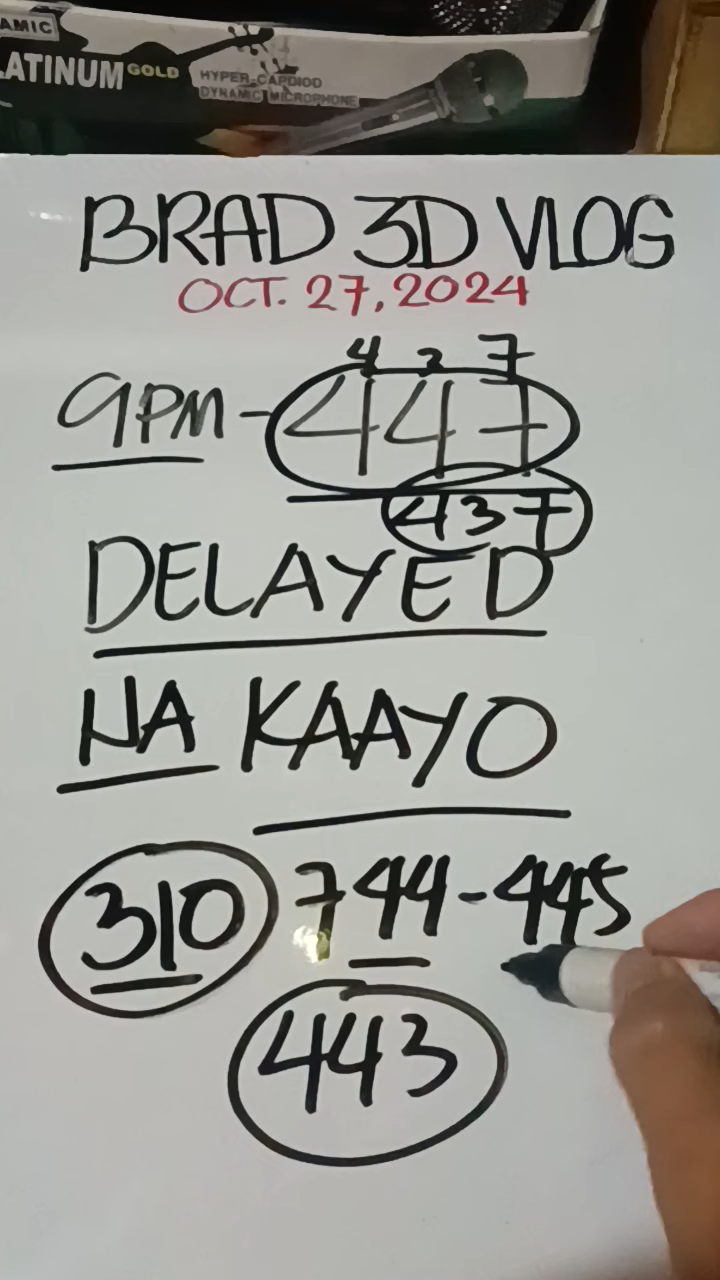 AMIC
LATINUM GOLD
HYPER-CARDIOD
DYNAMIC MICROPHONE
BRAD 3D VLOG
OCT. 27, 2024
4 2 7
9PM - 447
437
DELAYED
NA KAAYO
310 744 - 445
443